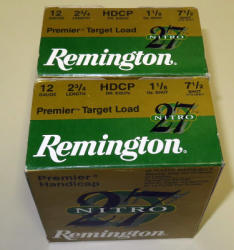 12 2¾ HDCP 1⅛ 7½
GAUGE LENGTH DR. EQUIV. OZ. SHOT SHOT
Premier Target Load 27
NITRO
Remington
12 2¾ HDCP 1⅛ 7½
GAUGE LENGTH DR. EQUIV. OZ. SHOT SHOT
Premier Target Load 27
NITRO
Remington
Premier®
Handicap
27
NITRO
Remington